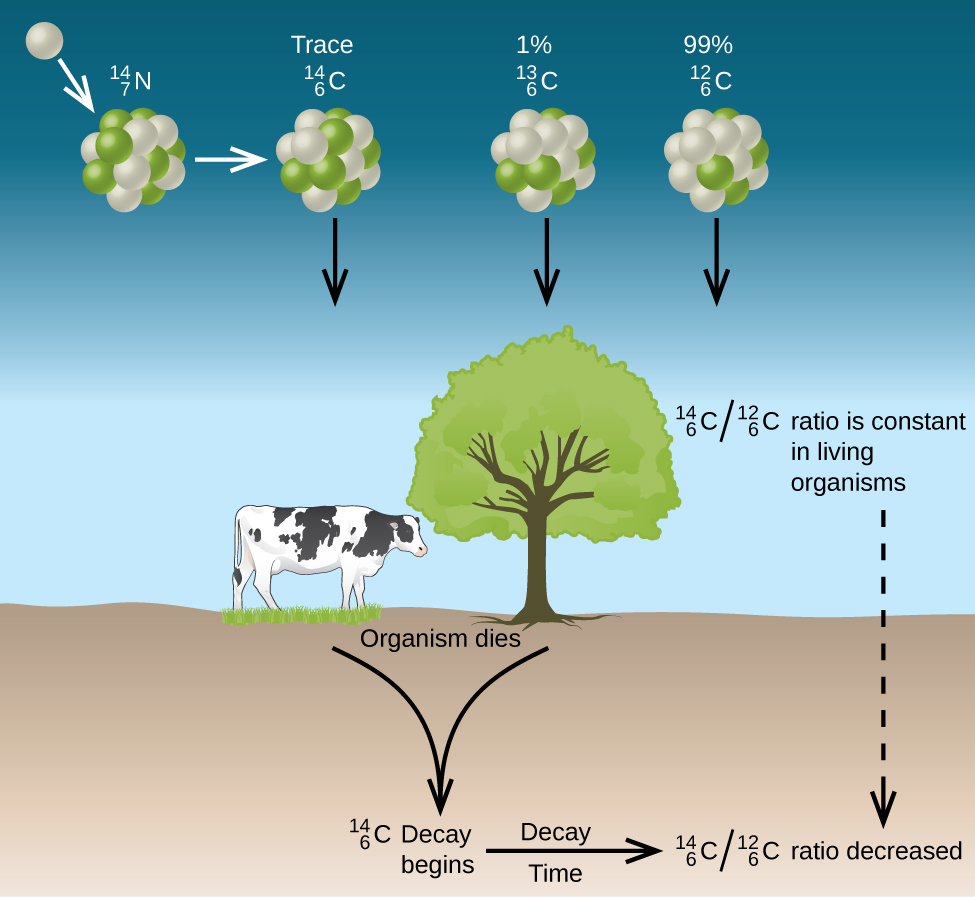 Trace 1% 99%
¹⁴₇N ¹⁴₆C ¹³₆C ¹²₆C
¹⁴₆C/¹²₆C ratio is constant
in living
organisms
Organism dies
¹⁴₆C Decay
begins
Decay
Time
¹⁴₆C/¹²₆C ratio decreased